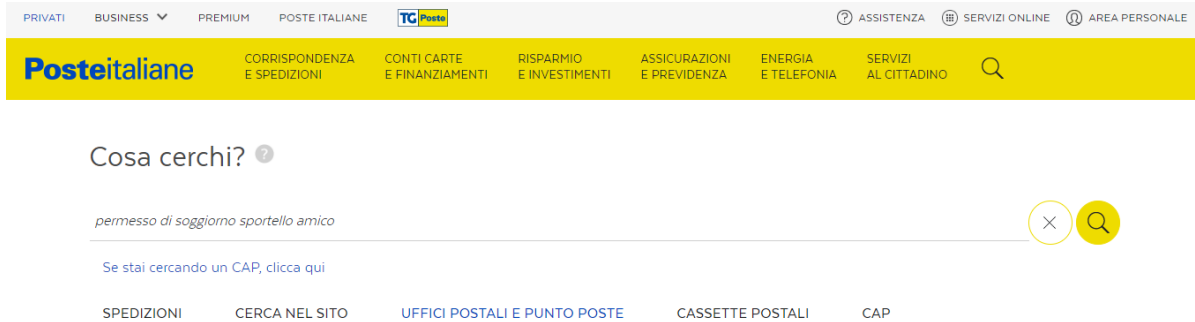 PRIVATI BUSINESS PREMIUM POSTE ITALIANE TG Poste ASSISTENZA SERVIZI ONLINE AREA PERSONALE
Posteitaliane
CORRISPONDENZA
E SPEDIZIONI
CONTI CARTE
E FINANZIAMENTI
RISPARMIO
E INVESTIMENTI
ASSICURAZIONI
E PREVIDENZA
ENERGIA
E TELEFONIA
SERVIZI
AL CITTADINO
Cosa cerchi? ?
permesso di soggiorno sportello amico
Se stai cercando un CAP, clicca qui
SPEDIZIONI CERCA NEL SITO UFFICI POSTALI E PUNTO POSTE CASSETTE POSTALI CAP